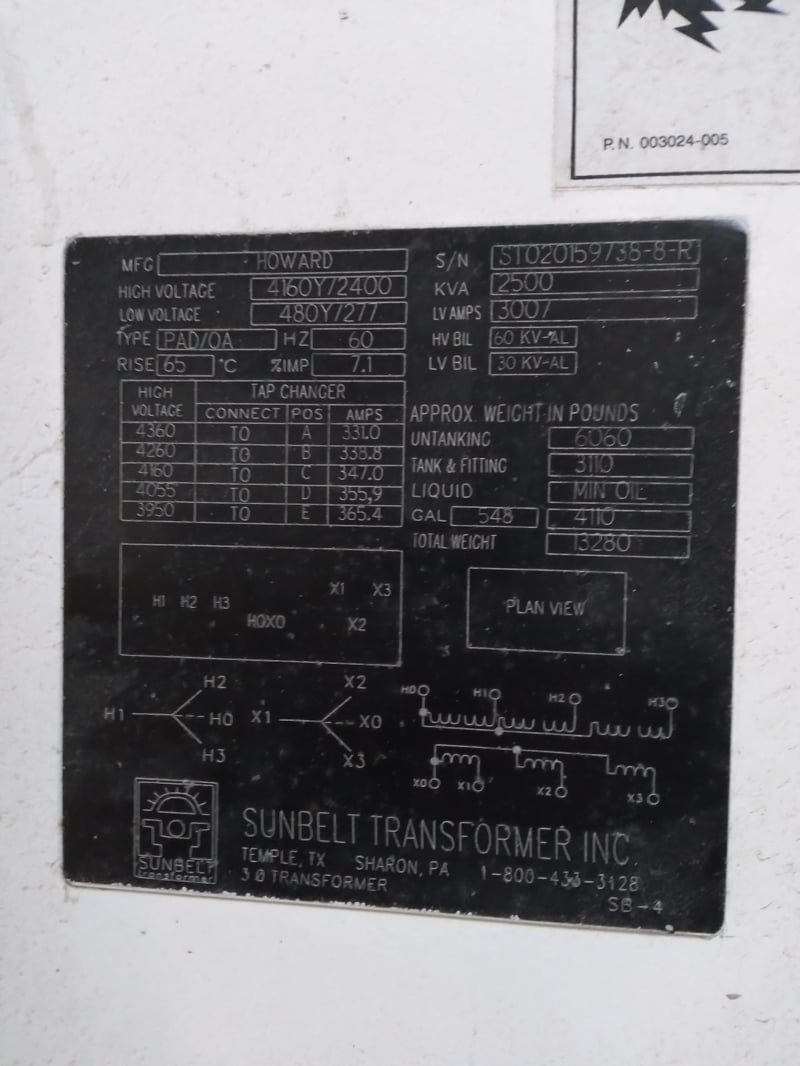 P.N. 003024-005
MFG HOWARD S/N ST020159738-8-R
HIGH VOLTAGE 4160Y/2400 KVA 2500
LOW VOLTAGE 480Y/277 LV AMPS 3007
TYPE PAD/OA HZ 60 HV BIL 60 KV-AL
RISE 65 °C %IMP 7.1 LV BIL 30 KV-AL
HIGH VOLTAGE TAP CHANGER
CONNECT POS AMPS
4360 TO A 331.0
4260 TO B 338.8
4160 TO C 347.0
4055 TO D 355.9
3950 TO E 365.4
APPROX. WEIGHT IN POUNDS
UNTANKING 6060
TANK & FITTING 3110
LIQUID MIN OIL
GAL 548 4110
TOTAL WEIGHT 13280
X1 X3
H1 H2 H3
H0X0 X2
PLAN VIEW
H2 X2
H1 H0 X1 X0
H3 X3
H0 H1 H2 H3
X0 X1 X2 X3
SUNBELT
transformer
SUNBELT TRANSFORMER INC.
TEMPLE, TX SHARON, PA 1-800-433-3128
3 Ø TRANSFORMER
SB-4